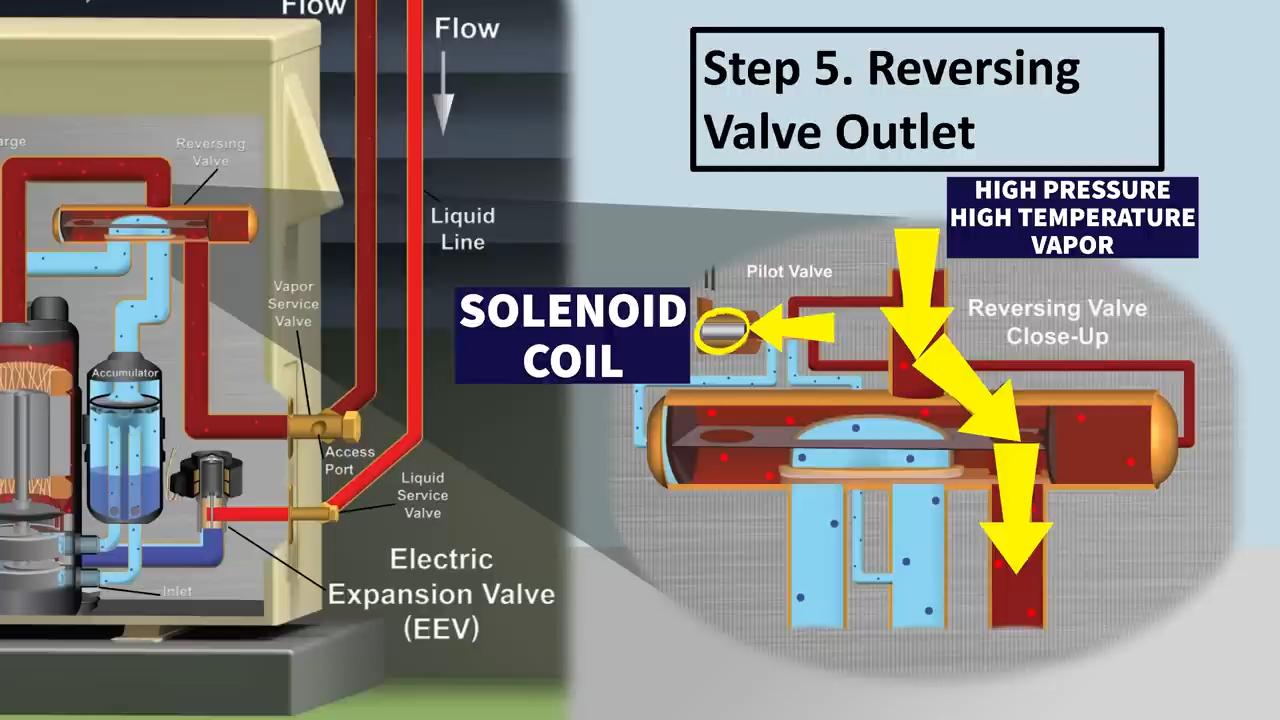 Flow
Flow
Step 5. Reversing
Valve Outlet
HIGH PRESSURE
HIGH TEMPERATURE
VAPOR
Reversing
Valve
Liquid
Line
Pilot Valve
Reversing Valve
Close-Up
SOLENOID
COIL
Vapor
Service
Valve
Accumulator
Access
Port
Liquid
Service
Valve
Electric
Expansion Valve
(EEV)
Inlet